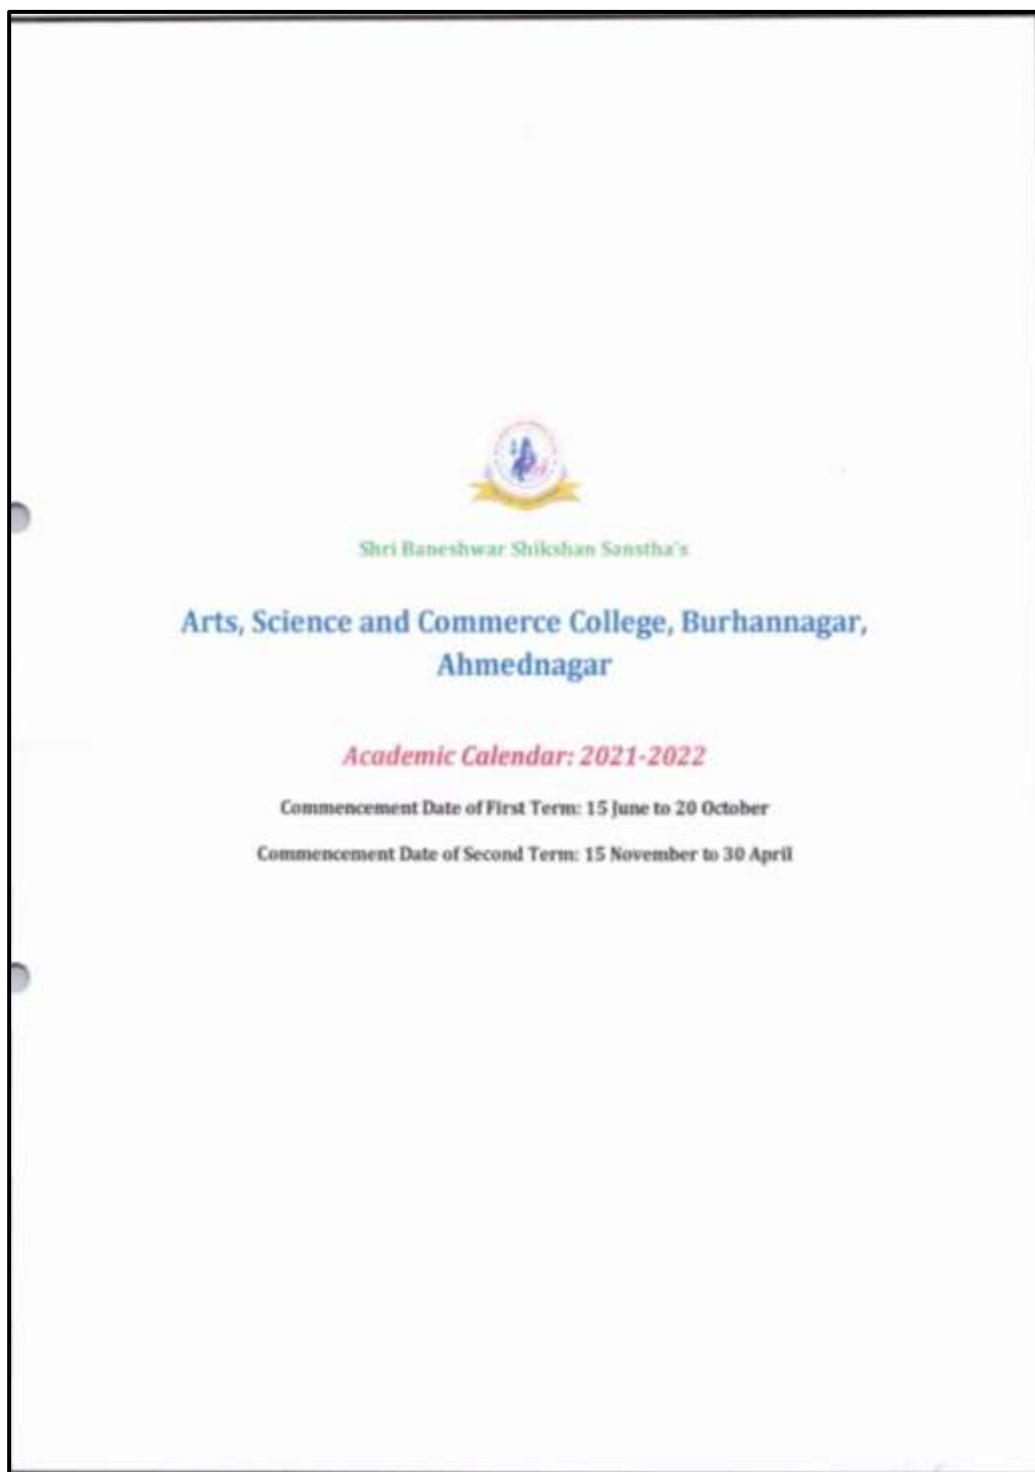 Shri Baneshwar Shikshan Sanstha's
Arts, Science and Commerce College, Burhannagar,
Ahmednagar
Academic Calendar: 2021-2022
Commencement Date of First Term: 15 June to 20 October
Commencement Date of Second Term: 15 November to 30 April